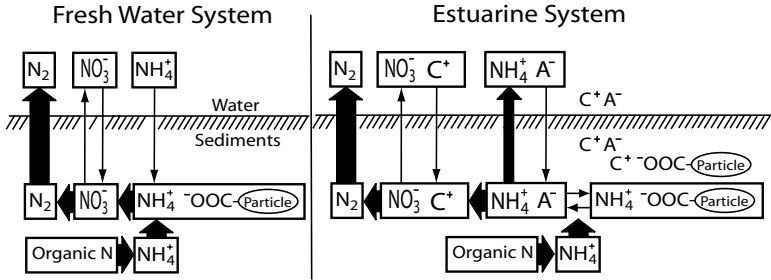 Fresh Water System
Estuarine System
N₂ NO₃⁻ NH₄⁺
N₂ NO₃⁻ C⁺ NH₄⁺ A⁻
Water
C⁺A⁻
Sediments
C⁺A⁻
C⁺ ⁻OOC-Particle
N₂ NO₃⁻ NH₄⁺ ⁻OOC-Particle
N₂ NO₃⁻ C⁺ NH₄⁺ A⁻ NH₄⁺ ⁻OOC-Particle
Organic N NH₄⁺
Organic N NH₄⁺